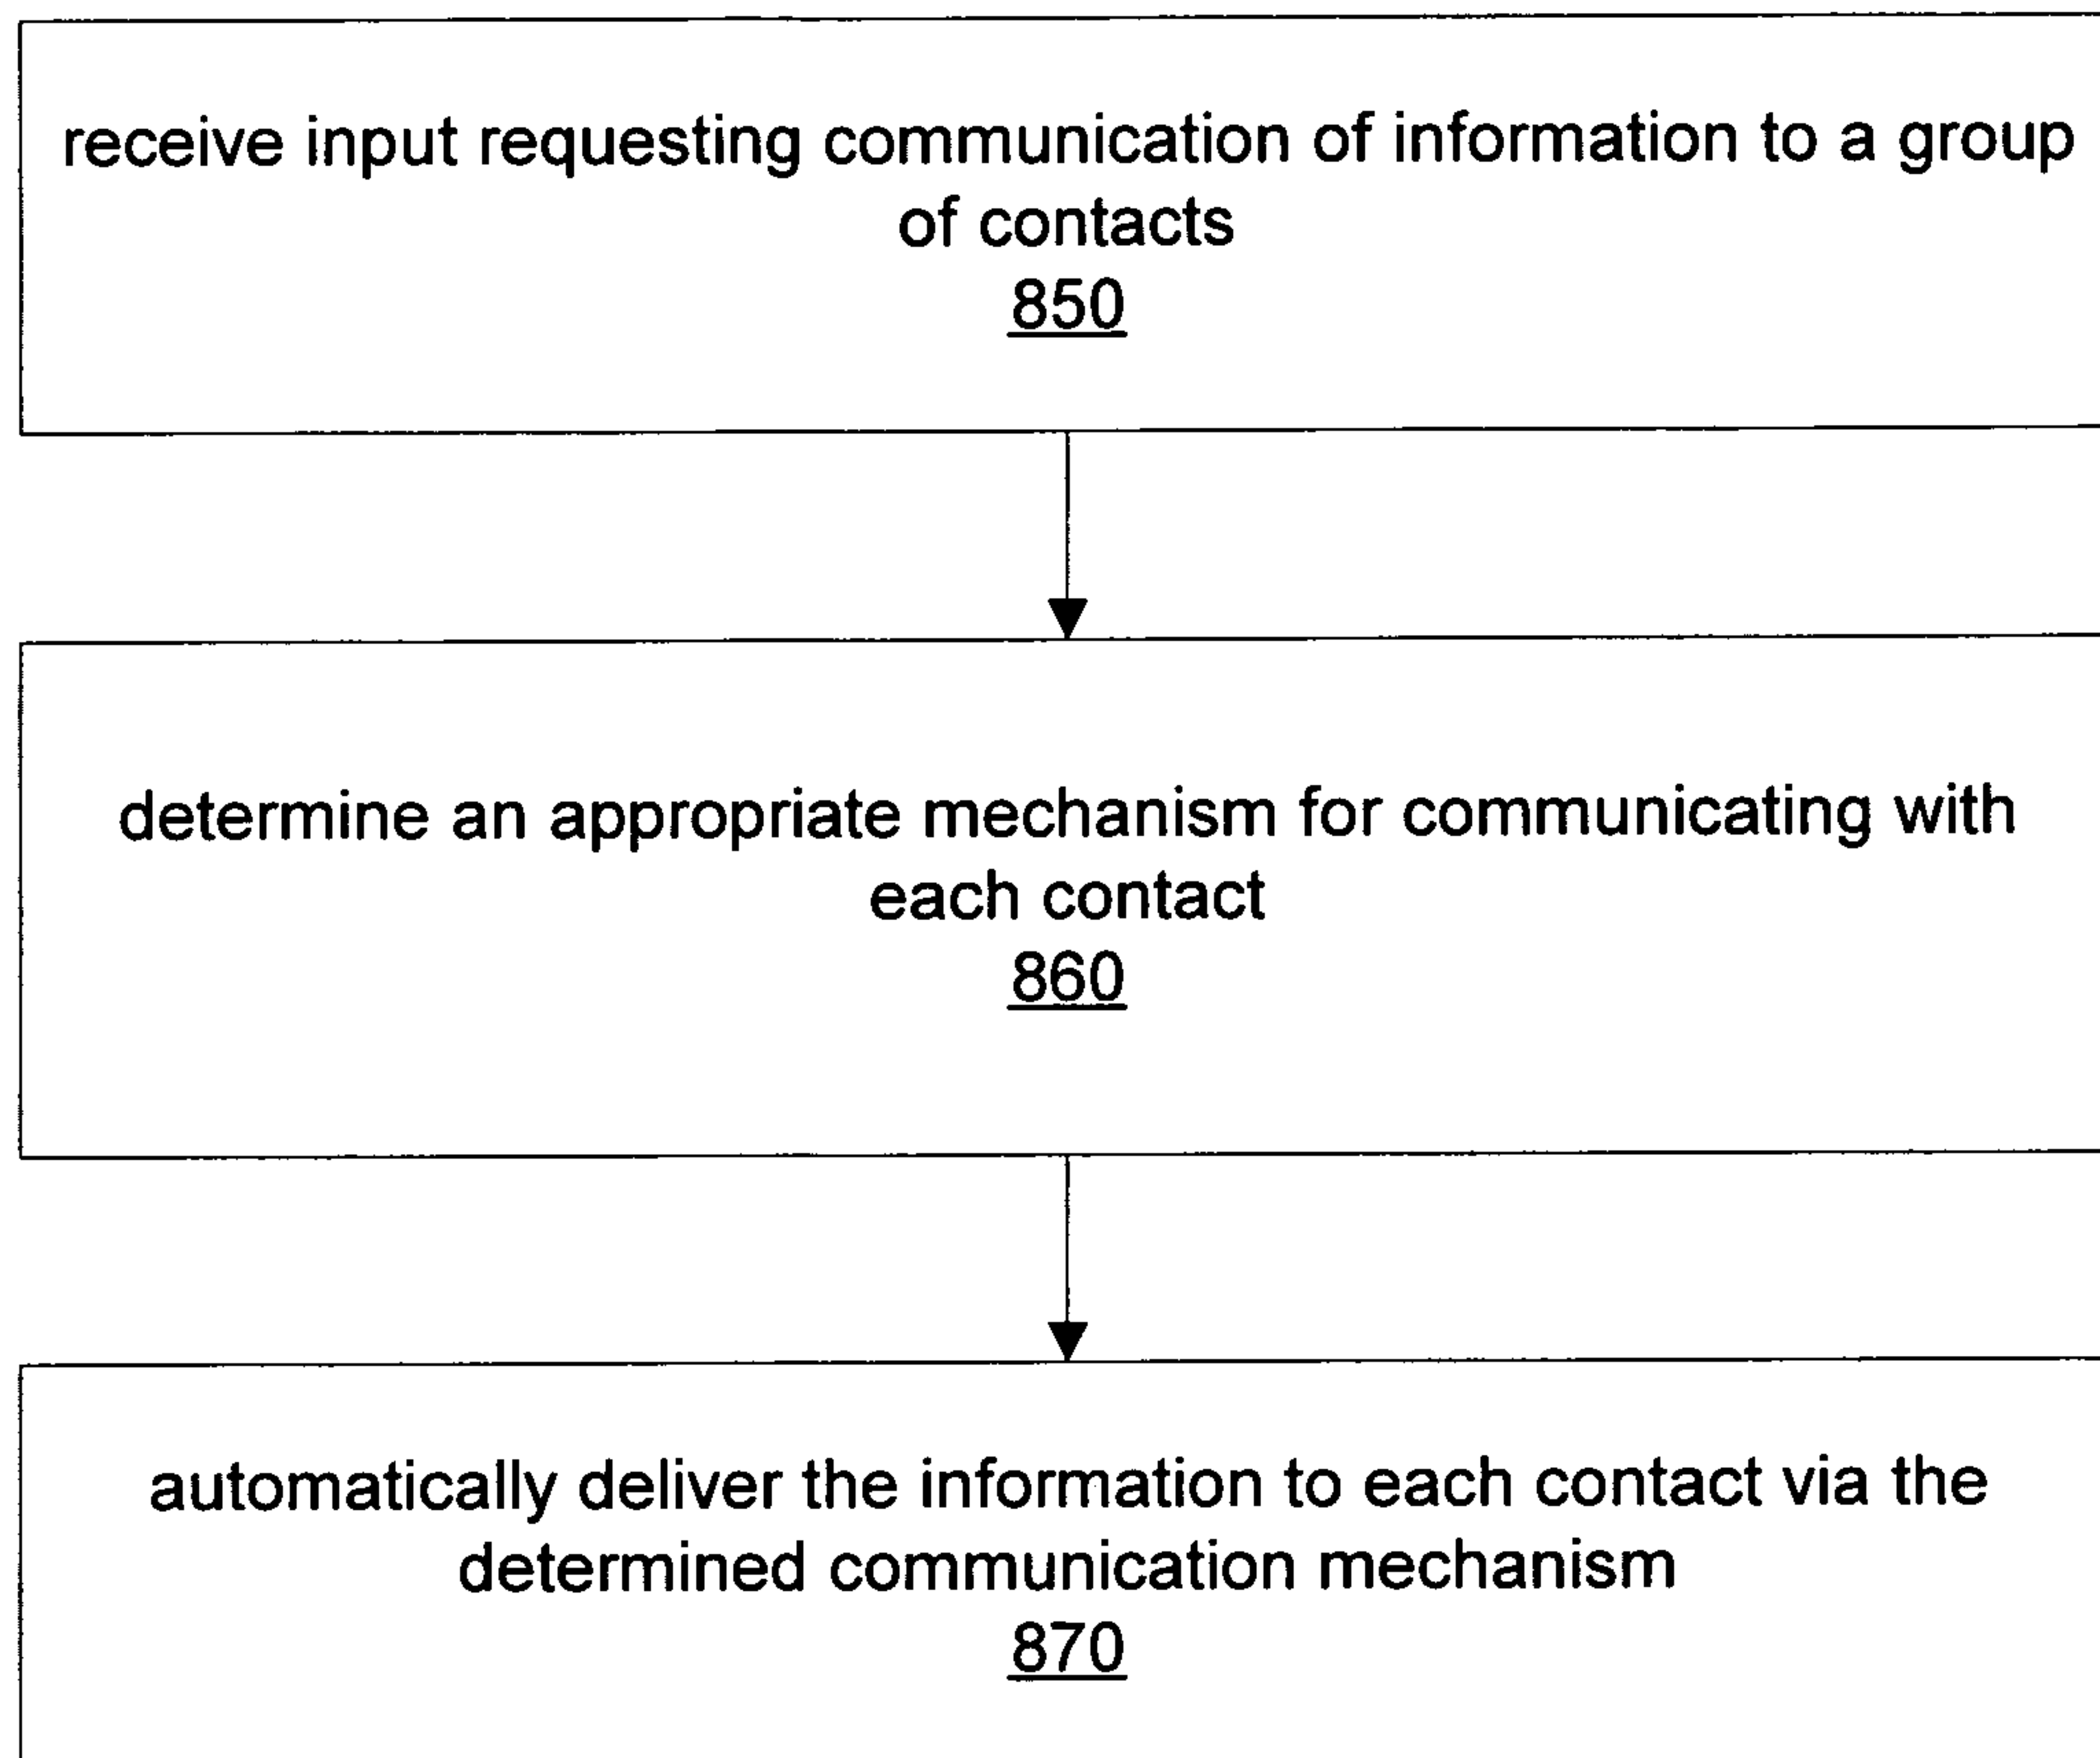 receive input requesting communication of information to a group
of contacts
850
determine an appropriate mechanism for communicating with
each contact
860
automatically deliver the information to each contact via the
determined communication mechanism
870